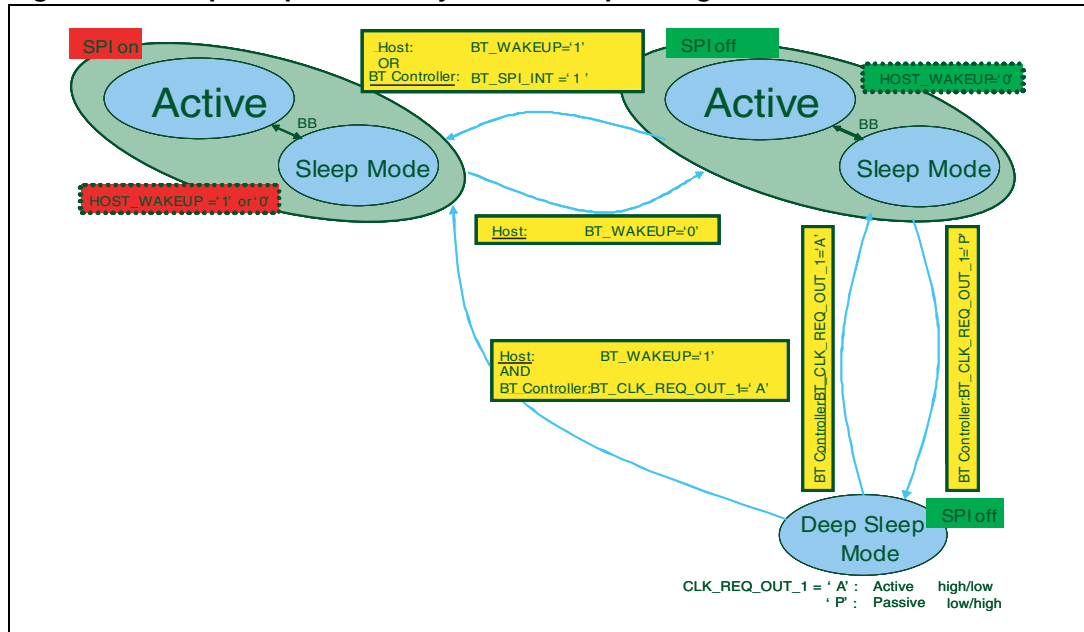 SPI on
Active
BB
Sleep Mode
HOST_WAKEUP ='1' or '0'
Host: BT_WAKEUP='1'
OR
BT Controller: BT_SPI_INT ='1'
SPI off
Active
HOST_WAKEUP='0'
BB
Sleep Mode
Host: BT_WAKEUP='0'
BT Controller:BT_CLK_REQ_OUT_1='A'
BT Controller:BT_CLK_REQ_OUT_1='P'
Host: BT_WAKEUP='1'
AND
BT Controller:BT_CLK_REQ_OUT_1='A'
Deep Sleep
Mode
SPI off
CLK_REQ_OUT_1 = 'A': Active high/low
'P': Passive low/high